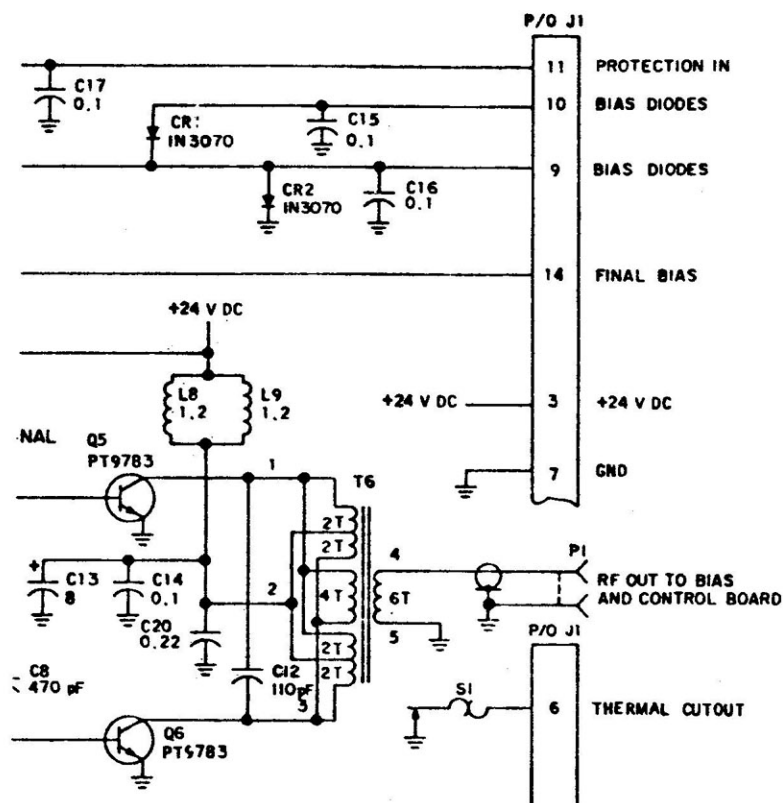 P/O J1
11 PROTECTION IN
C17
0.1
10 BIAS DIODES
CR1
IN3070
C15
0.1
9 BIAS DIODES
CR2
IN3070
C16
0.1
14 FINAL BIAS
+24 V DC
L8
1.2
L9
1.2
+24 V DC 3 +24 V DC
NAL
Q5
PT9783
1
T6
7 GND
2T
2T
4
P1
C13
8
+
C14
0.1
2
4T
6T
RF OUT TO BIAS
AND CONTROL BOARD
5
C20
0.22
2T
2T
P/O J1
C8
470 pF
C12
110pF
3
S1
6 THERMAL CUTOUT
Q6
PT9783